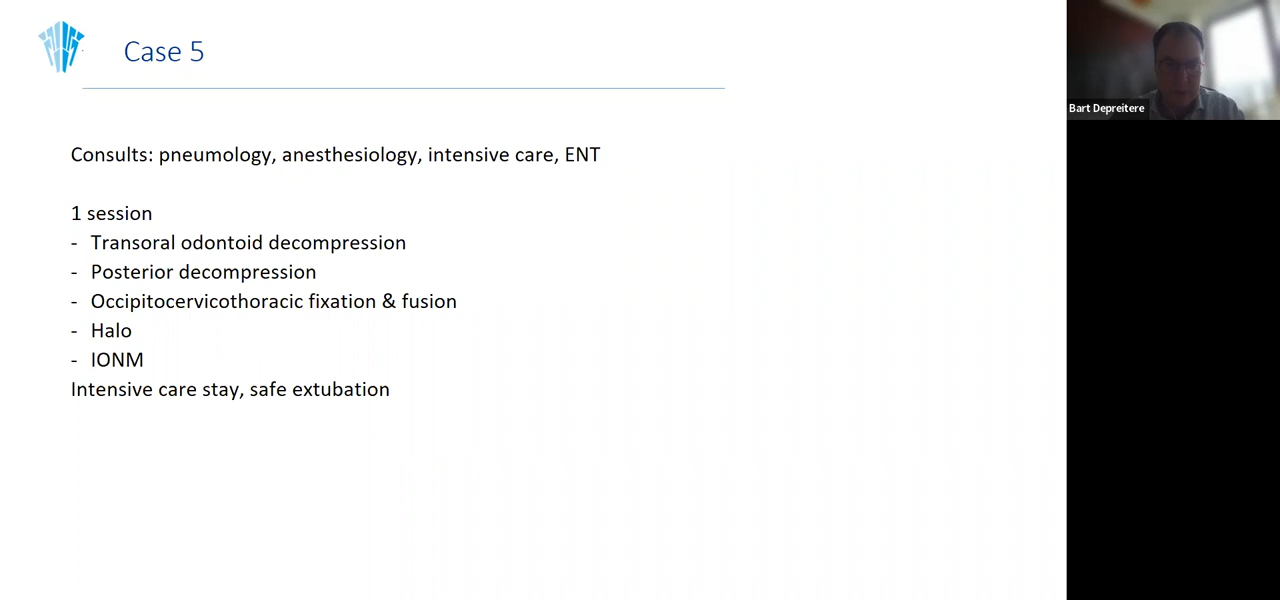 Case 5
Bart Depreitere
Consults: pneumology, anesthesiology, intensive care, ENT
1 session
- Transoral odontoid decompression
- Posterior decompression
- Occipitocervicothoracic fixation & fusion
- Halo
- IONM
Intensive care stay, safe extubation